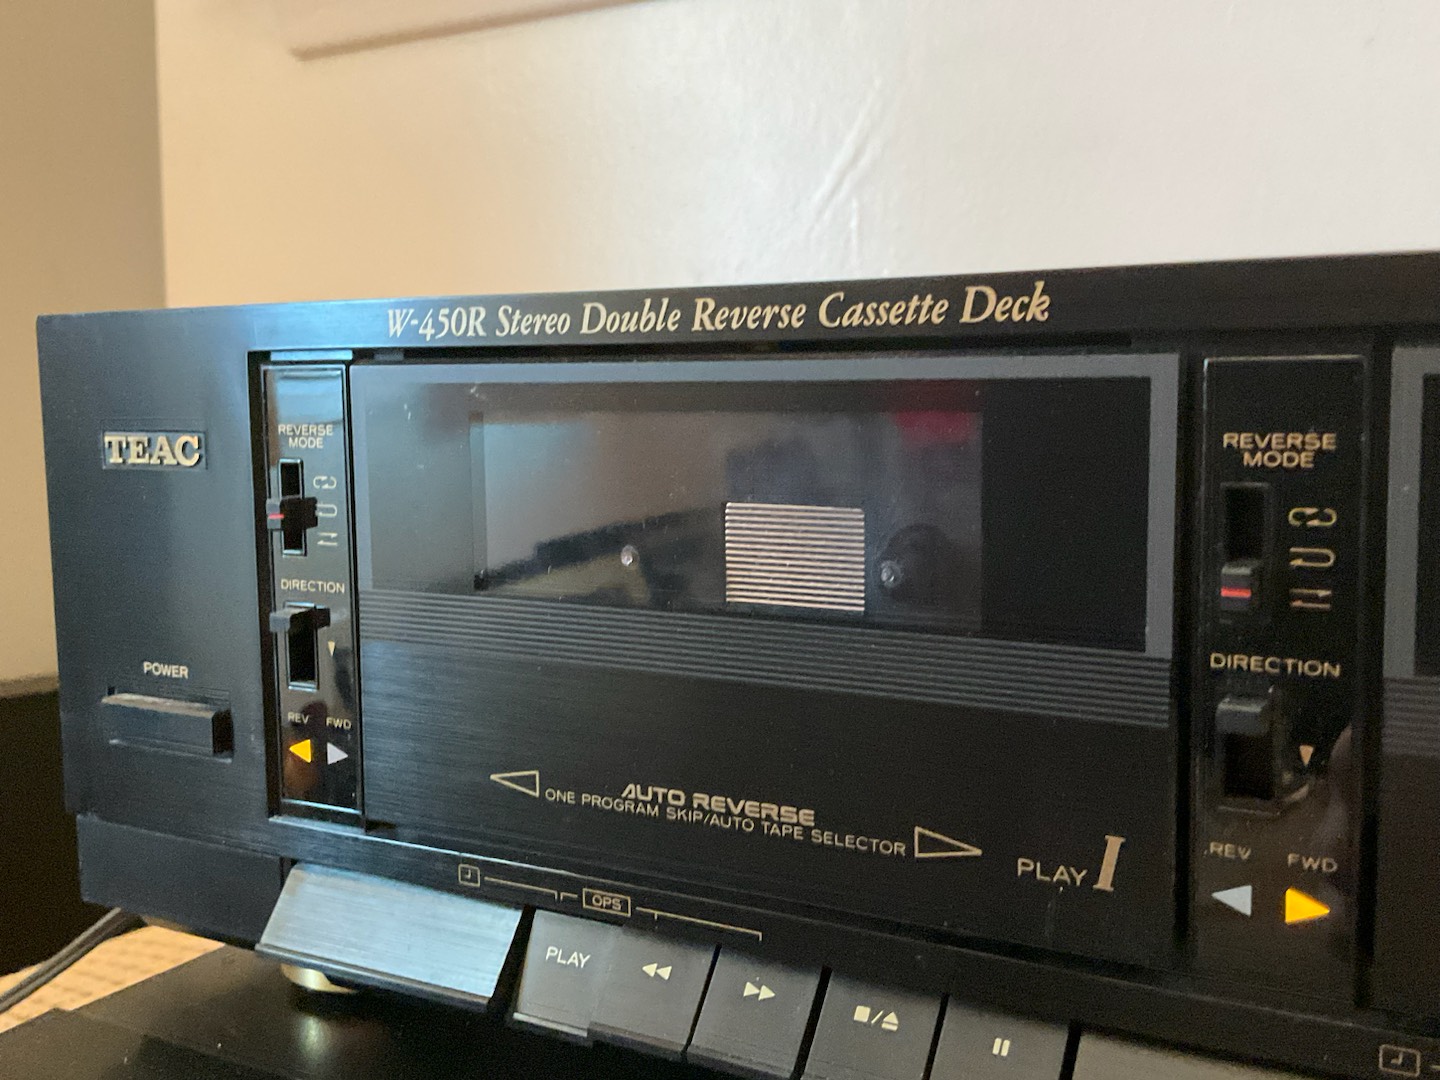 W-450R Stereo Double Reverse Cassette Deck
TEAC
REVERSE
MODE
DIRECTION
POWER
REV FWD
AUTO REVERSE
ONE PROGRAM SKIP/AUTO TAPE SELECTOR
PLAY I
OPS
PLAY
REVERSE
MODE
DIRECTION
REV FWD